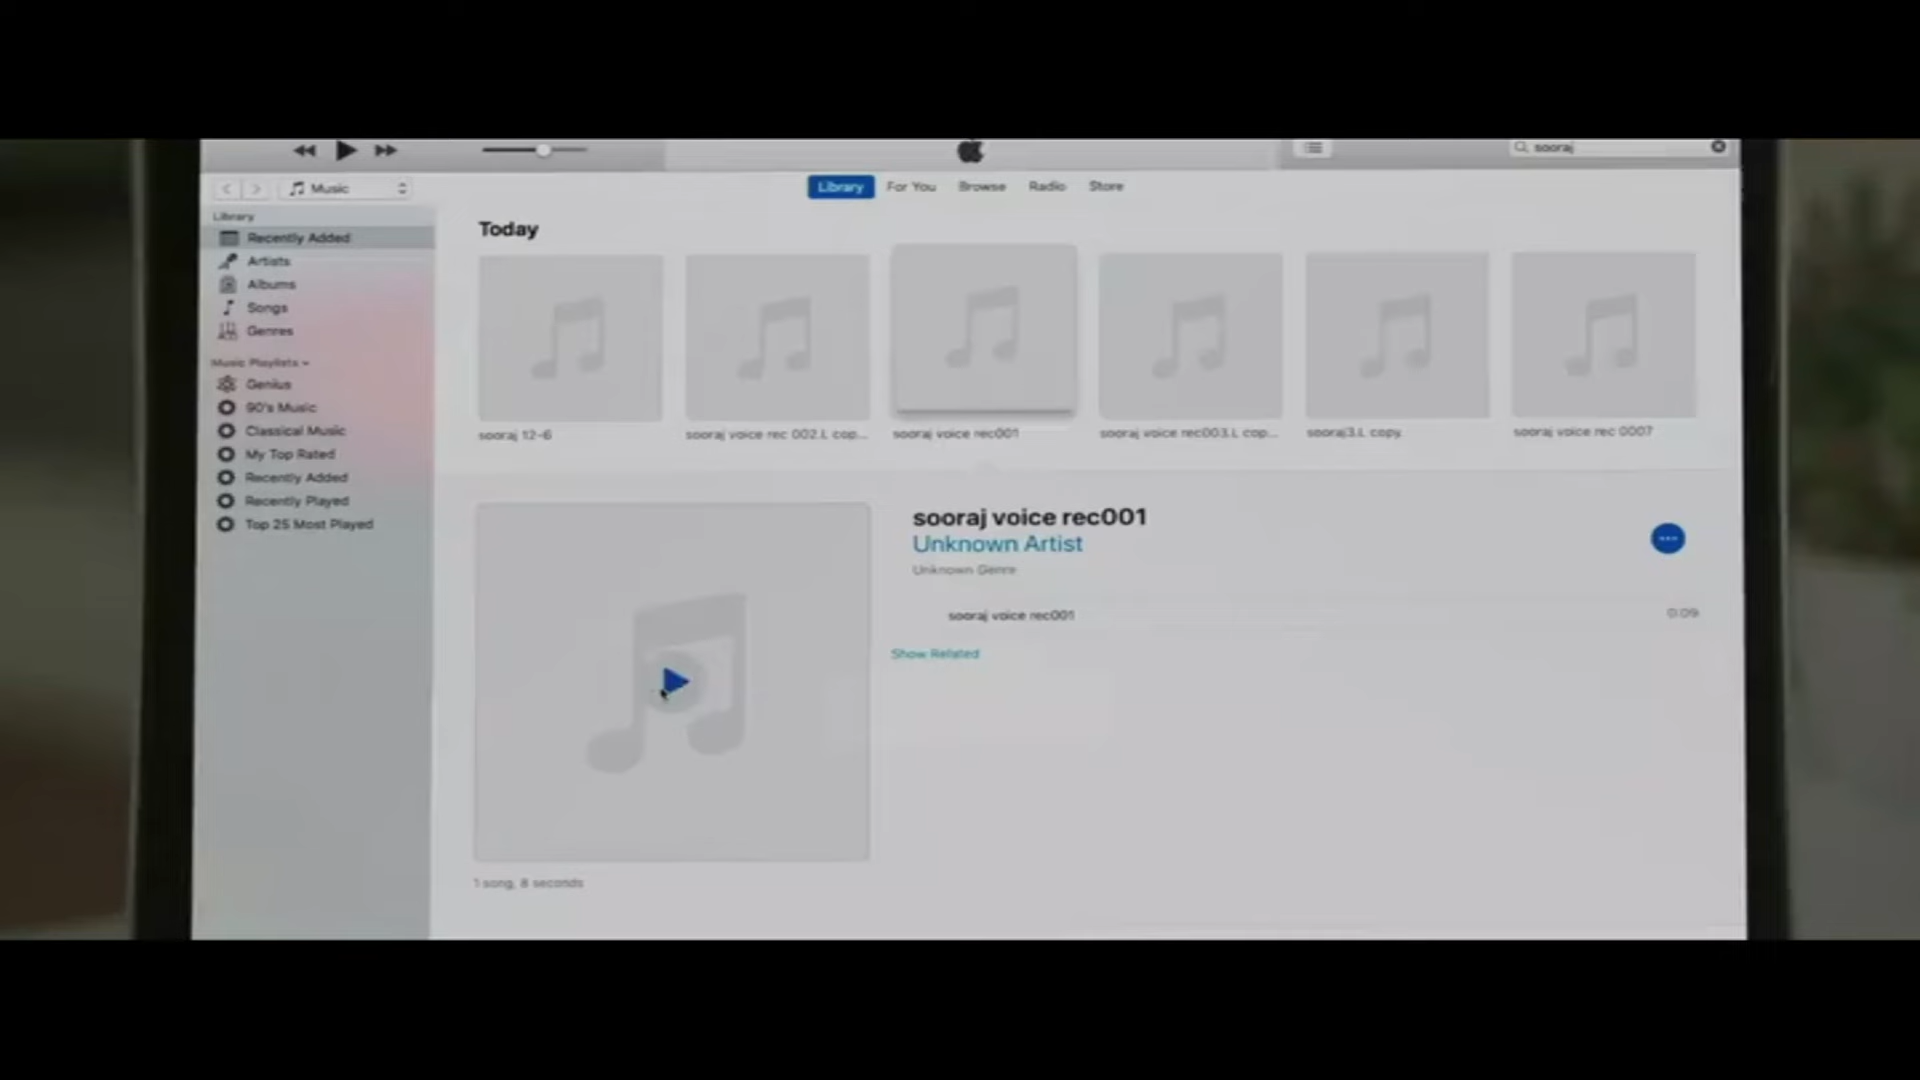 sooraj
Music
Library For You Browse Radio Store
Library
Recently Added
Artists
Albums
Songs
Genres
Music Playlists
Genius
90's Music
Classical Music
My Top Rated
Recently Added
Recently Played
Top 25 Most Played
Today
sooraj 12-6
sooraj voice rec 002.L cop...
sooraj voice rec001
sooraj voice rec003.L cop...
sooraj3.L copy
sooraj voice rec 0007
sooraj voice rec001
Unknown Artist
Unknown Genre
sooraj voice rec001 0:09
Show Related
1 song, 8 seconds